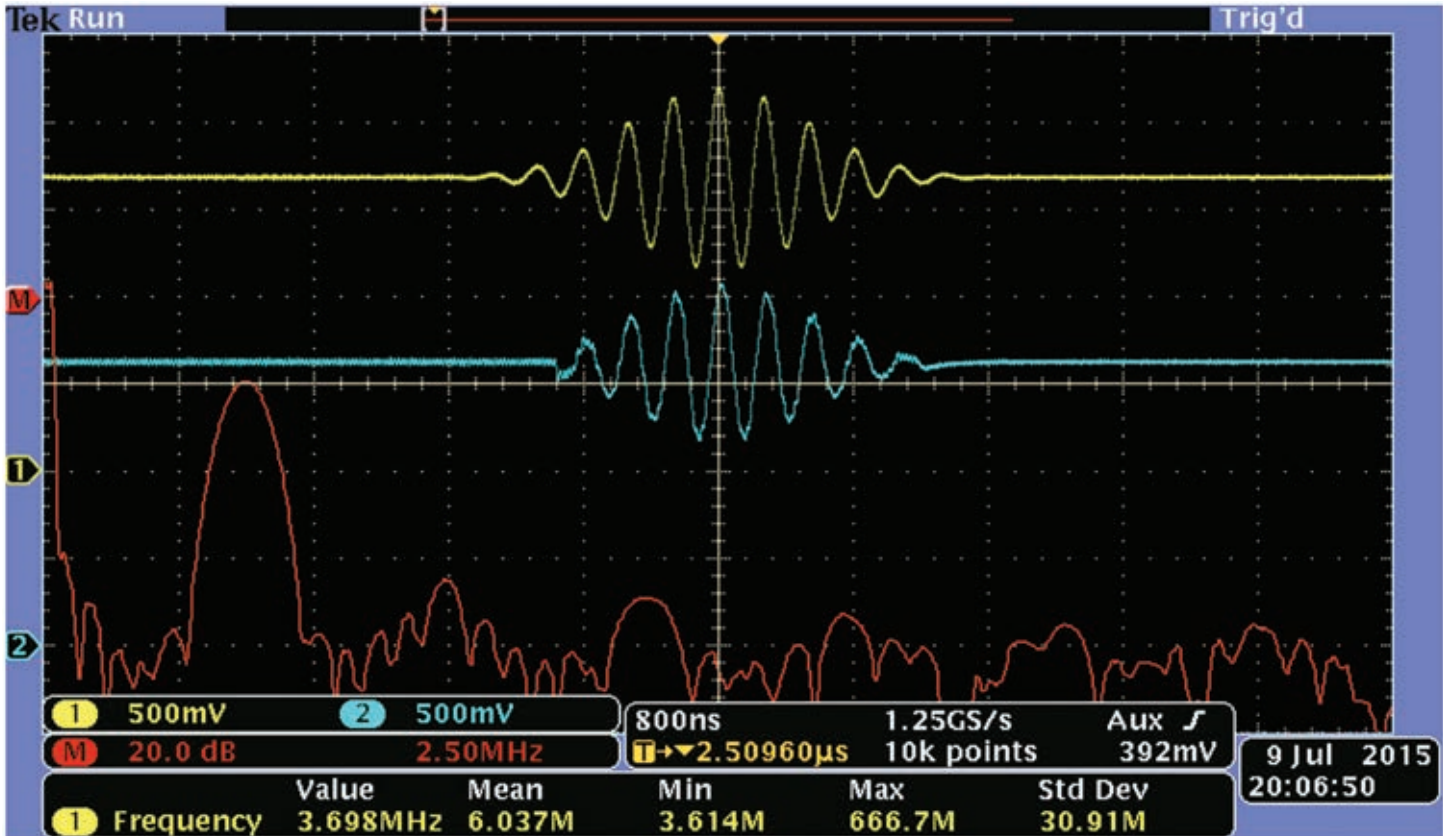 Tek Run Trig'd
M
1
2
1 500mV 2 500mV
M 20.0 dB 2.50MHz
800ns 1.25GS/s Aux ʃ
T→▼2.50960µs 10k points 392mV
9 Jul 2015
20:06:50
Value Mean Min Max Std Dev
1 Frequency 3.698MHz 6.037M 3.614M 666.7M 30.91M